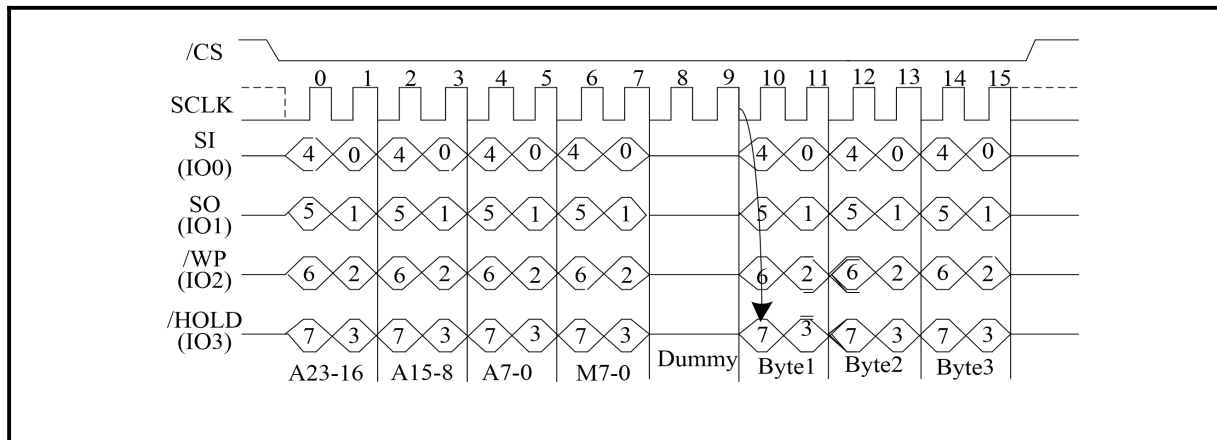 /CS
0 1 2 3 4 5 6 7 8 9 10 11 12 13 14 15
SCLK
SI
(IO0)
4 0 4 0 4 0 4 0 4 0 4 0 4 0
SO
(IO1)
5 1 5 1 5 1 5 1 5 1 5 1 5 1
/WP
(IO2)
6 2 6 2 6 2 6 2 6 2 6 2 6 2
/HOLD
(IO3)
7 3 7 3 7 3 7 3 7 3 7 3 7 3
A23-16 A15-8 A7-0 M7-0 Dummy Byte1 Byte2 Byte3